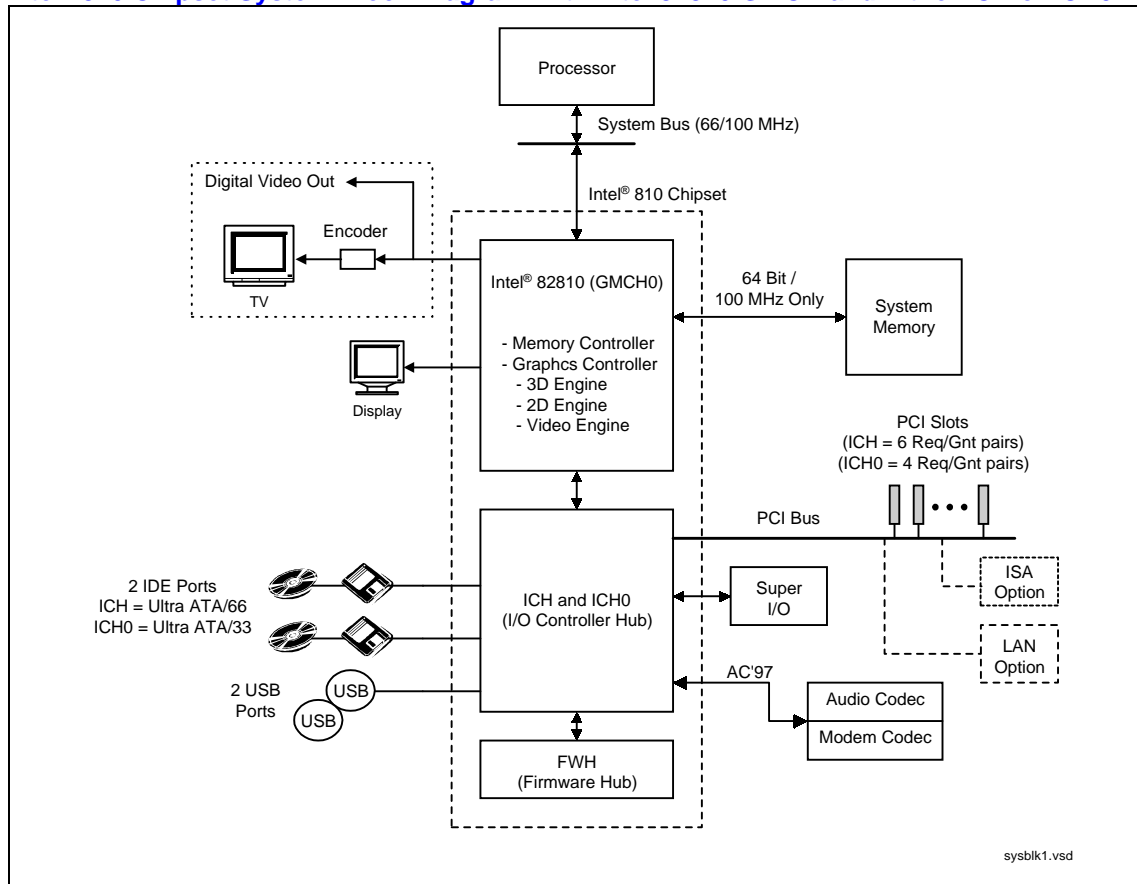 Processor
System Bus (66/100 MHz)
Digital Video Out
Encoder
TV
Intel® 810 Chipset
Intel® 82810 (GMCH0)
- Memory Controller
- Graphcs Controller
- 3D Engine
- 2D Engine
- Video Engine
64 Bit /
100 MHz Only
System
Memory
Display
PCI Slots
(ICH = 6 Req/Gnt pairs)
(ICH0 = 4 Req/Gnt pairs)
PCI Bus
ISA
Option
LAN
Option
2 IDE Ports
ICH = Ultra ATA/66
ICH0 = Ultra ATA/33
ICH and ICH0
(I/O Controller Hub)
Super
I/O
AC'97
Audio Codec
Modem Codec
2 USB
Ports
USB
USB
FWH
(Firmware Hub)
sysblk1.vsd